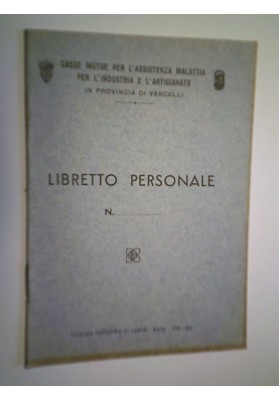 CASSE MUTUE PER L'ASSISTENZA MALATTIA
PER L'INDUSTRIA E L'ARTIGIANATO
IN PROVINCIA DI VERCELLI
LIBRETTO PERSONALE
N.